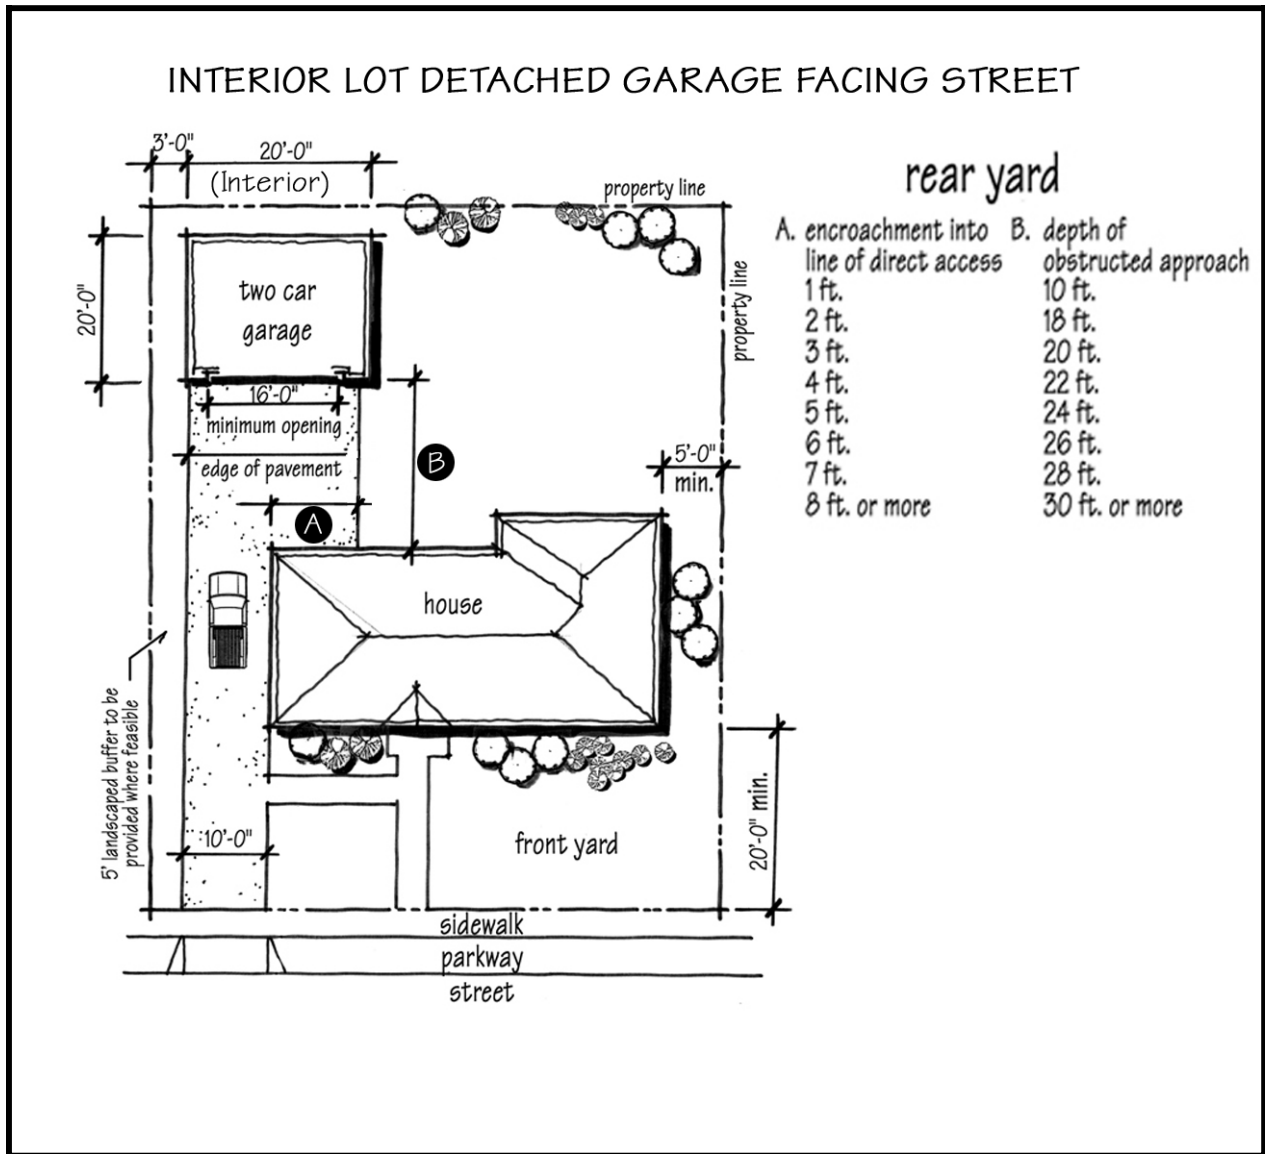 INTERIOR LOT DETACHED GARAGE FACING STREET
3'-0"
20'-0"
(Interior)
property line
rear yard
A. encroachment into
line of direct access
1 ft.
2 ft.
3 ft.
4 ft.
5 ft.
6 ft.
7 ft.
8 ft. or more
B. depth of
obstructed approach
10 ft.
18 ft.
20 ft.
22 ft.
24 ft.
26 ft.
28 ft.
30 ft. or more
20'-0"
two car
garage
property line
16'-0"
minimum opening
edge of pavement
B
5'-0"
min.
A
house
5' landscaped buffer to be
provided where feasible
10'-0"
front yard
20'-0" min.
sidewalk
parkway
street